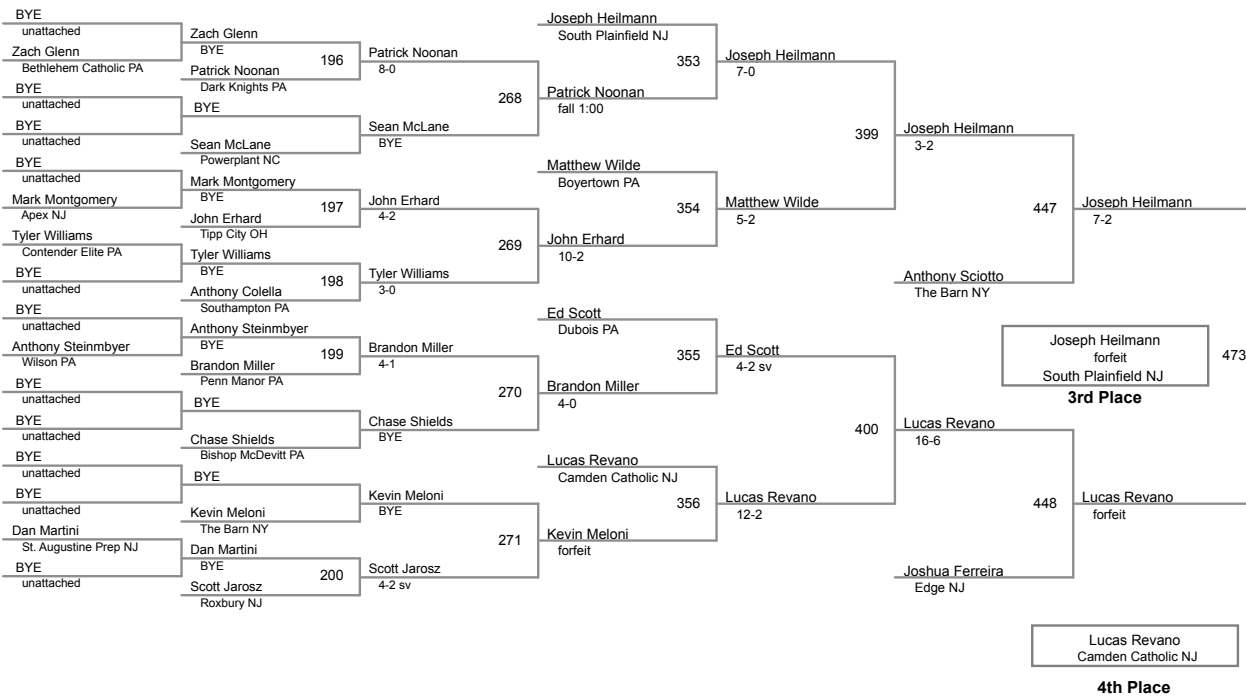 BYE
unattached
Zach Glenn
Bethlehem Catholic PA
BYE
unattached
BYE
unattached
BYE
unattached
Mark Montgomery
Apex NJ
Tyler Williams
Contender Elite PA
BYE
unattached
BYE
unattached
Anthony Steinmbyer
Wilson PA
BYE
unattached
BYE
unattached
BYE
unattached
BYE
unattached
Dan Martini
St. Augustine Prep NJ
BYE
unattached
Zach Glenn
BYE
196
Patrick Noonan
Dark Knights PA
BYE
Sean McLane
Powerplant NC
Mark Montgomery
BYE
197
John Erhard
Tipp City OH
Tyler Williams
BYE
198
Anthony Colella
Southampton PA
Anthony Steinmbyer
BYE
199
Brandon Miller
Penn Manor PA
BYE
Chase Shields
Bishop McDevitt PA
BYE
Kevin Meloni
The Barn NY
Dan Martini
BYE
200
Scott Jarosz
Roxbury NJ
Patrick Noonan
8-0
268
Sean McLane
BYE
John Erhard
4-2
269
Tyler Williams
3-0
Brandon Miller
4-1
270
Chase Shields
BYE
Kevin Meloni
BYE
271
Scott Jarosz
4-2 sv
Joseph Heilmann
South Plainfield NJ
353
Patrick Noonan
fall 1:00
Matthew Wilde
Boyertown PA
354
John Erhard
10-2
Ed Scott
Dubois PA
355
Brandon Miller
4-0
Lucas Revano
Camden Catholic NJ
356
Kevin Meloni
forfeit
Joseph Heilmann
7-0
399
Matthew Wilde
5-2
Ed Scott
4-2 sv
400
Lucas Revano
12-2
Joseph Heilmann
3-2
447
Anthony Sciotto
The Barn NY
Lucas Revano
16-6
448
Joshua Ferreira
Edge NJ
Joseph Heilmann
7-2
Joseph Heilmann
forfeit
South Plainfield NJ
473
3rd Place
Lucas Revano
forfeit
Lucas Revano
Camden Catholic NJ
4th Place